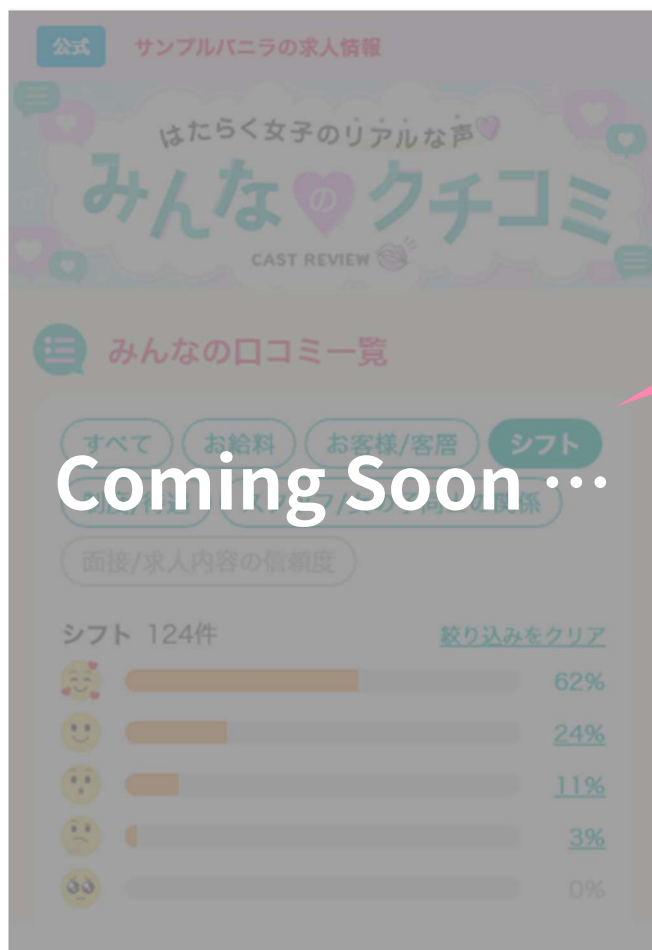 公式 サンプルバニラの求人情報
はたらく女子のリアルな声
みんなのクチコミ
CAST REVIEW
みんなの口コミ一覧
すべて お給料 お客様/客層 シフト
Coming Soon …
面接/求人内容の信頼度
シフト 124件 絞り込みをクリア
62%
24%
11%
3%
0%